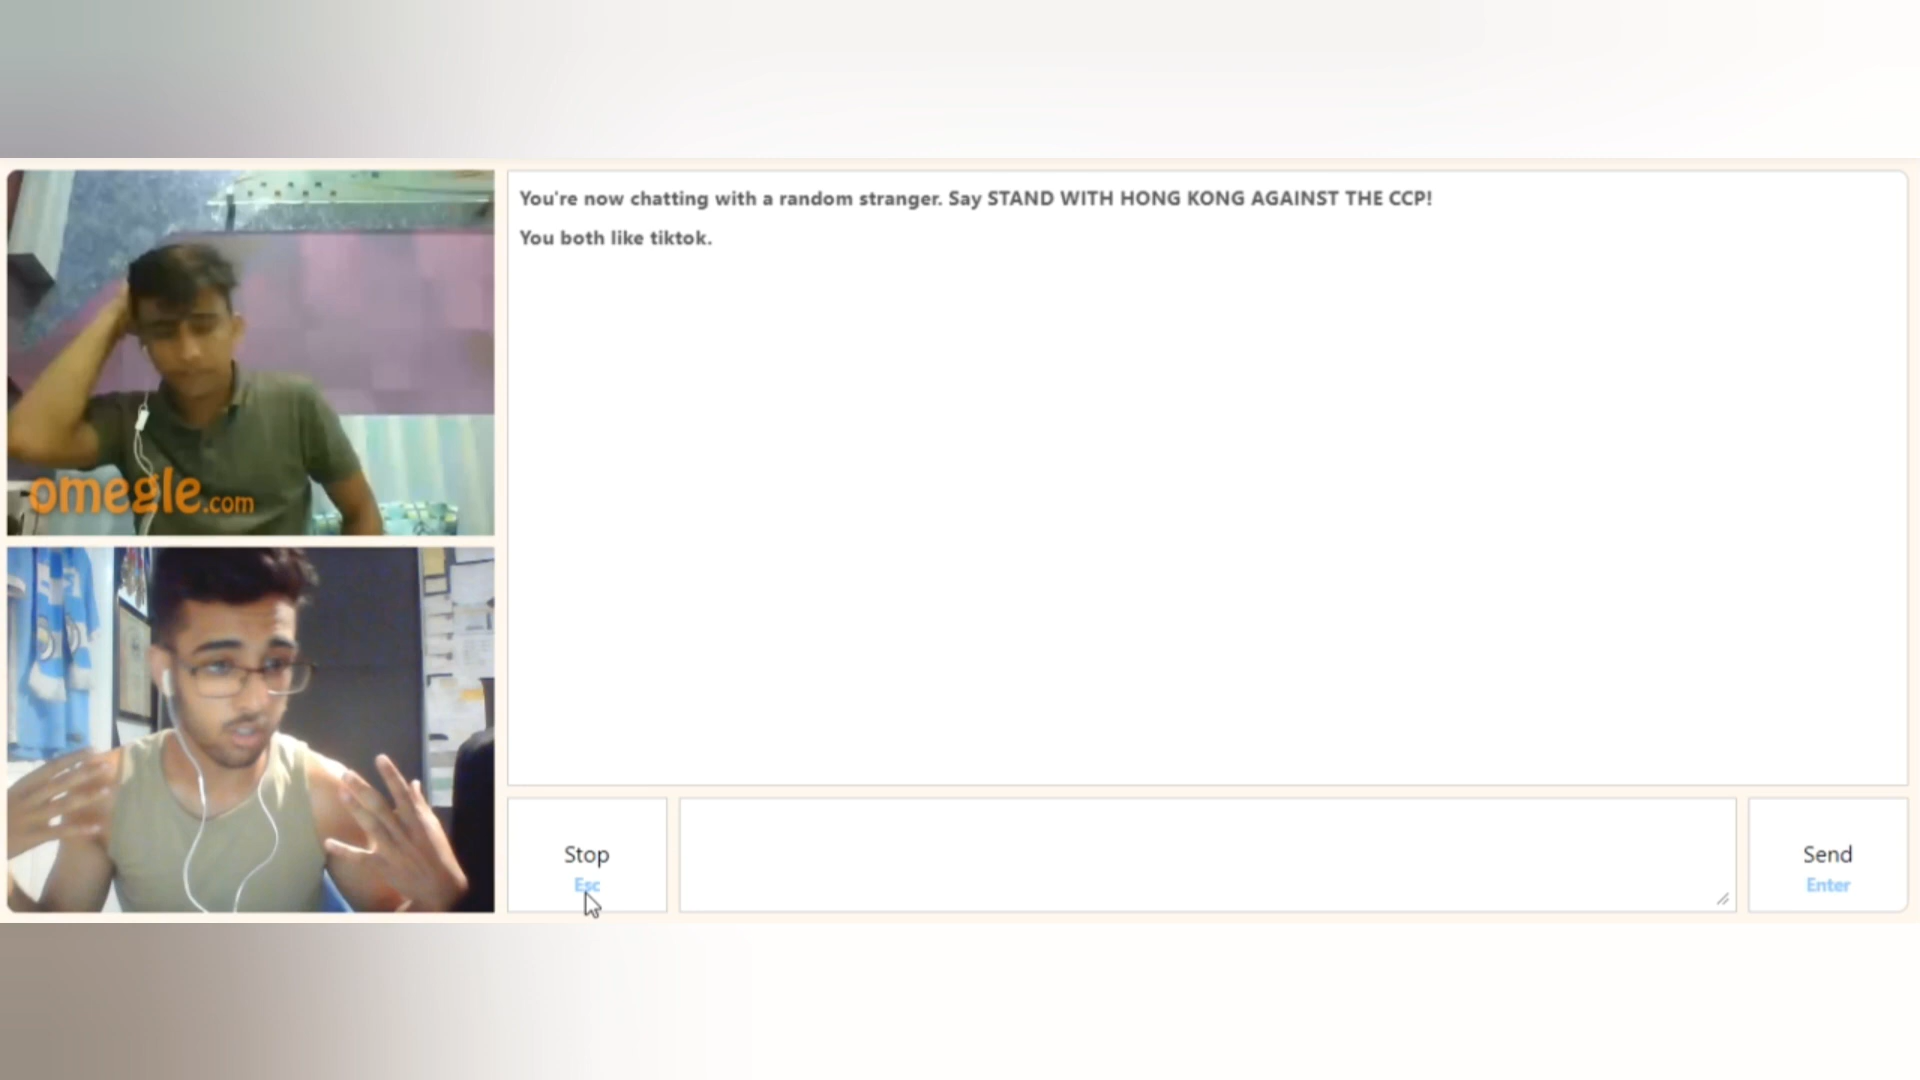 You're now chatting with a random stranger. Say STAND WITH HONG KONG AGAINST THE CCP!
You both like tiktok.
omegle.com
Stop
Esc
Send
Enter